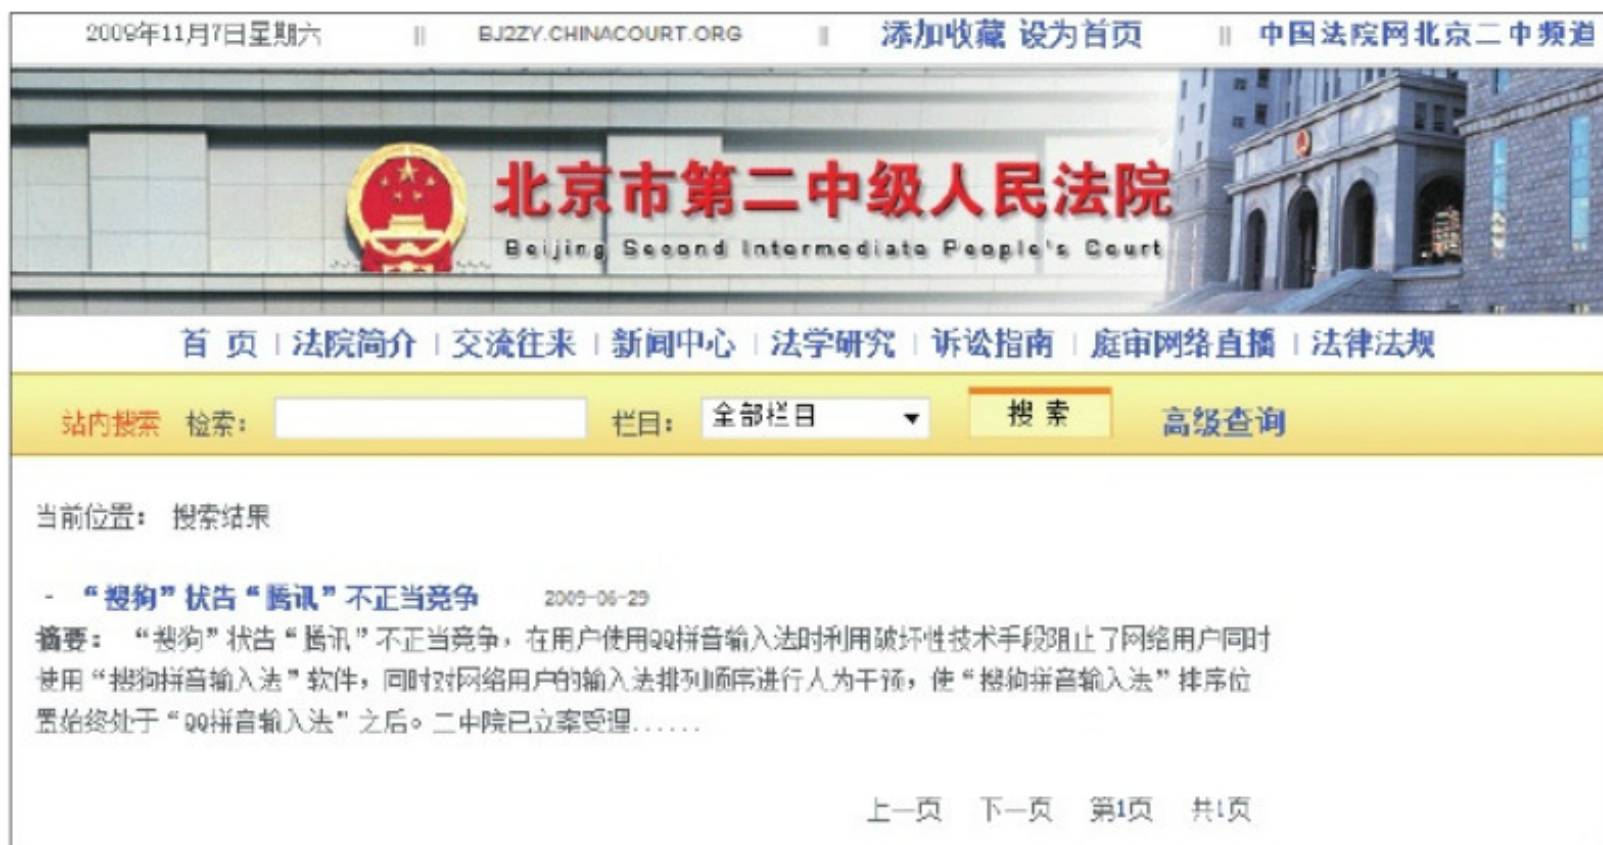 2009年11月7日星期六 || BJ2ZY.CHINACOURT.ORG || 添加收藏 设为首页 || 中国法院网北京二中频道
北京市第二中级人民法院
Beijing Second Intermediate People's Court
首 页 | 法院简介 | 交流往来 | 新闻中心 | 法学研究 | 诉讼指南 | 庭审网络直播 | 法律法规
站内搜索 检索： 栏目： 全部栏目 搜 索 高级查询
当前位置： 搜索结果
- “搜狗”状告“腾讯”不正当竞争 2009-06-29
摘要： “搜狗”状告“腾讯”不正当竞争，在用户使用QQ拼音输入法时利用破坏性技术手段阻止了网络用户同时
使用“搜狗拼音输入法”软件，同时对网络用户的输入法排列顺序进行人为干预，使“搜狗拼音输入法”排序位
置始终处于“QQ拼音输入法”之后。二中院已立案受理......
上一页 下一页 第1页 共1页